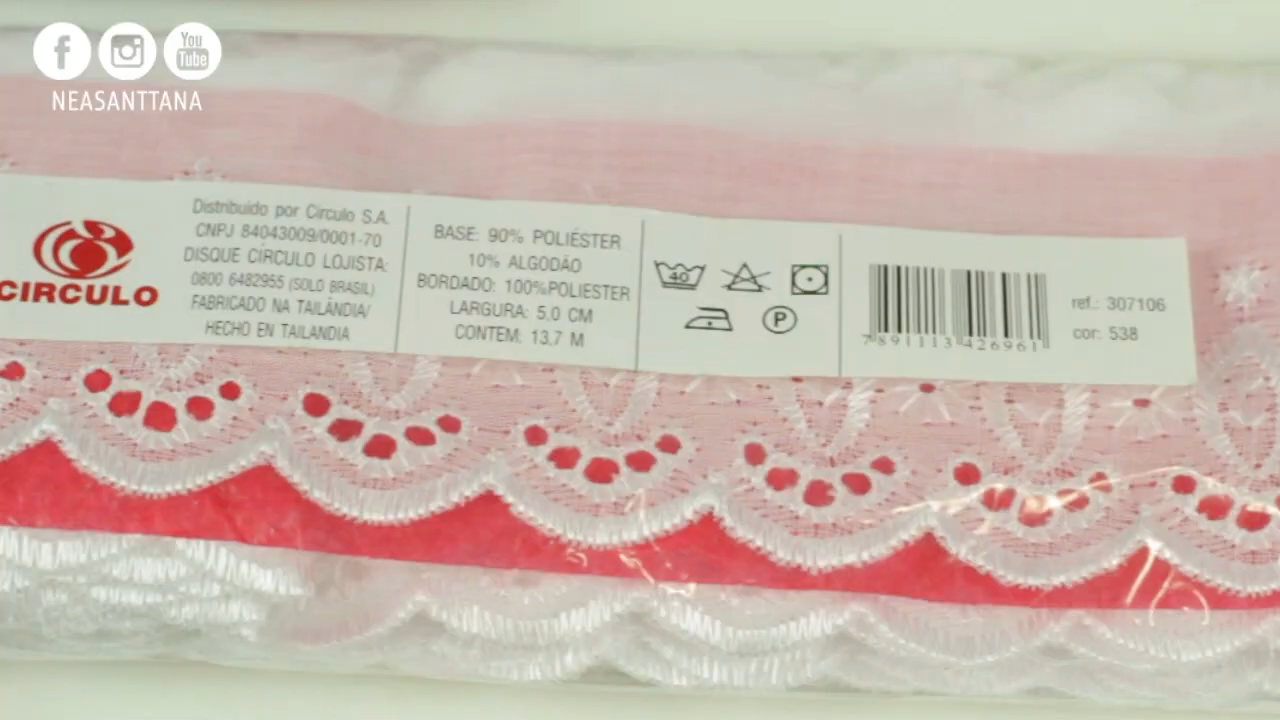 You
Tube
NEASANTTANA
CIRCULO
Distribuido por Circulo S.A.
CNPJ 84043009/0001-70
DISQUE CÍRCULO LOJISTA:
0800 6482955 (SOLO BRASIL)
FABRICADO NA TAILÂNDIA/
HECHO EN TAILANDIA
BASE: 90% POLIÉSTER
10% ALGODÃO
BORDADO: 100%POLIESTER
LARGURA: 5,0 CM
CONTEM: 13,7 M
40
P
7 891113 426961
ref.: 307106
cor: 538